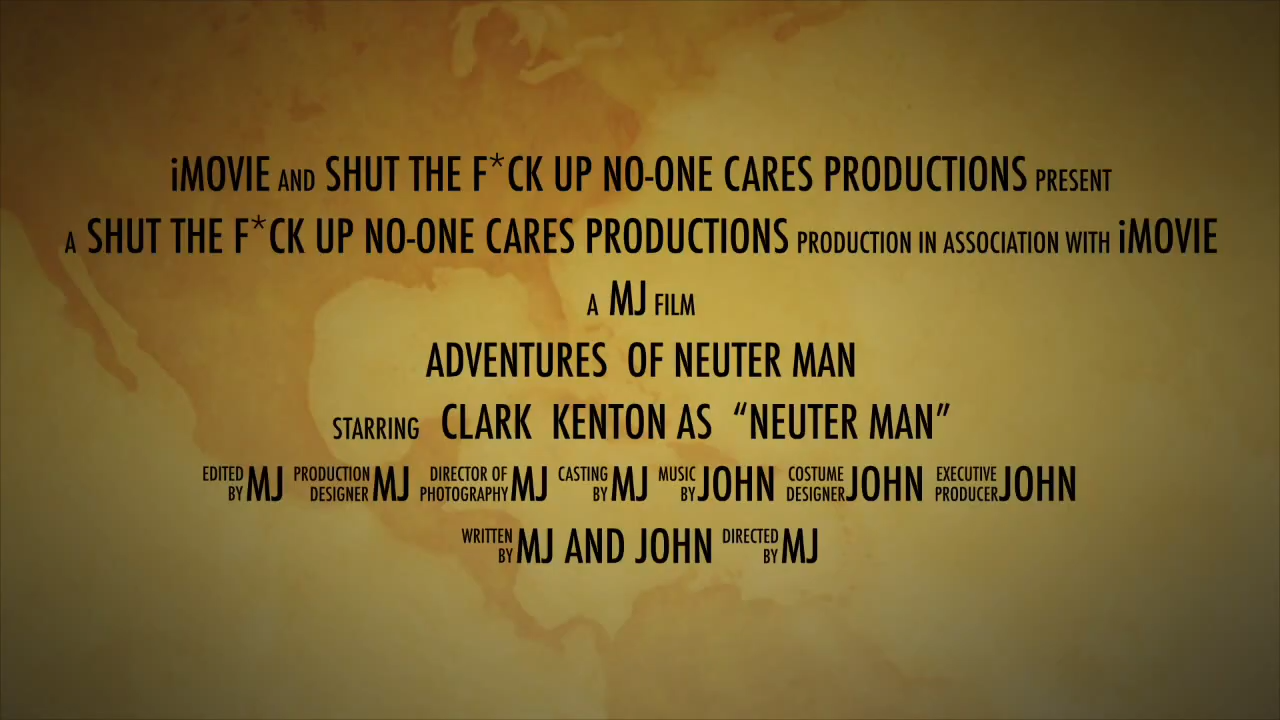 iMOVIE AND SHUT THE F*CK UP NO-ONE CARES PRODUCTIONS PRESENT
A SHUT THE F*CK UP NO-ONE CARES PRODUCTIONS PRODUCTION IN ASSOCIATION WITH iMOVIE
A MJ FILM
ADVENTURES OF NEUTER MAN
STARRING CLARK KENTON AS “NEUTER MAN”
EDITED BY MJ PRODUCTION DESIGNER MJ DIRECTOR OF PHOTOGRAPHY MJ CASTING BY MJ MUSIC BY JOHN COSTUME DESIGNER JOHN EXECUTIVE PRODUCER JOHN
WRITTEN BY MJ AND JOHN DIRECTED BY MJ